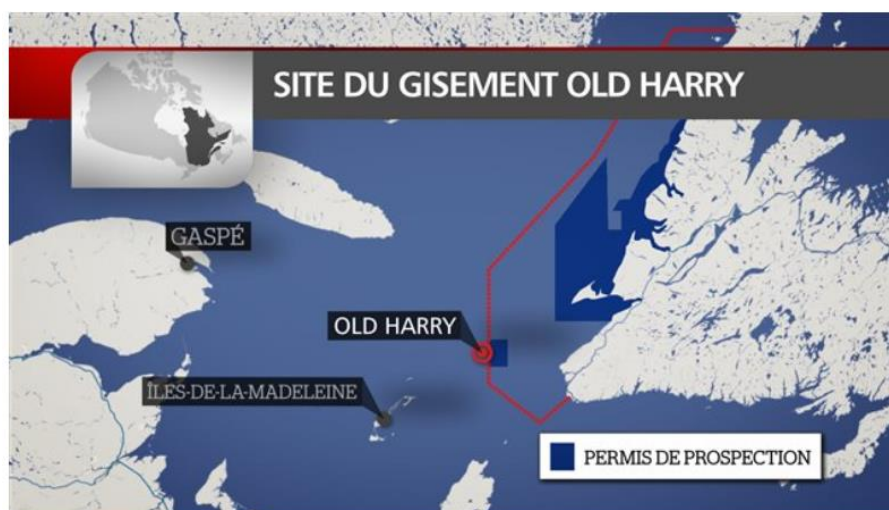 SITE DU GISEMENT OLD HARRY
GASPÉ
OLD HARRY
ÎLES-DE-LA-MADELEINE
PERMIS DE PROSPECTION